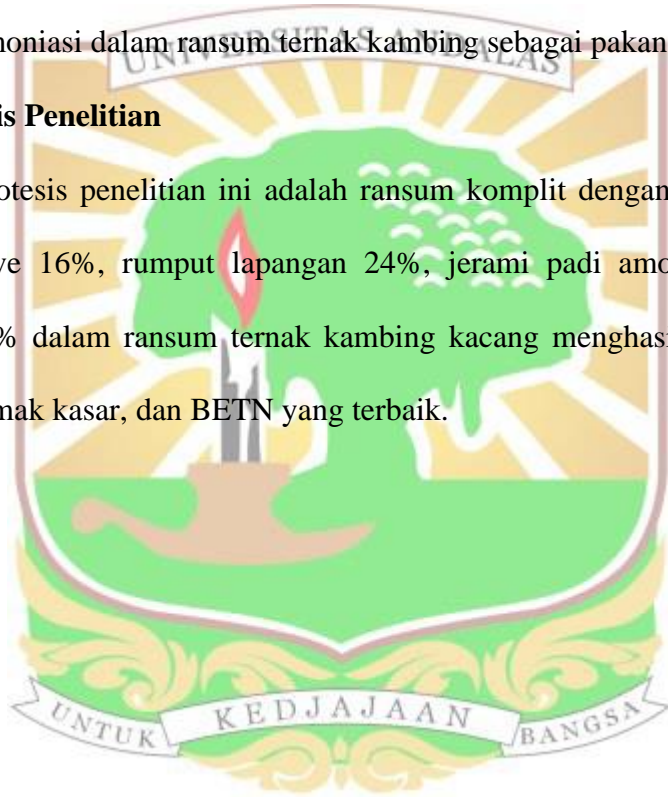 moniasi dalam ransum ternak kambing sebagai pakan
UNIVERSITAS ANDALAS
is Penelitian
otesis penelitian ini adalah ransum komplit dengan
ve 16%, rumput lapangan 24%, jerami padi amo
% dalam ransum ternak kambing kacang menghasi
mak kasar, dan BETN yang terbaik.
UNTUK KEDJAJAAN BANGSA